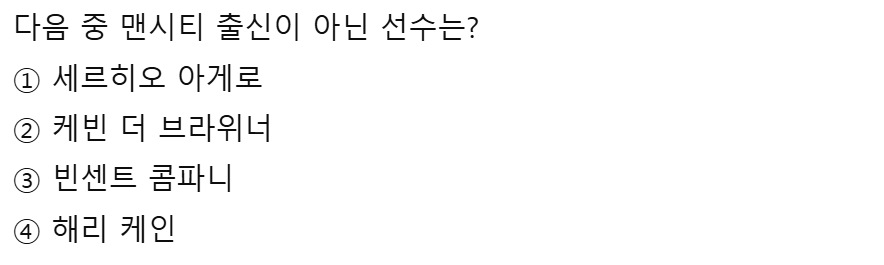 다음 중 맨시티 출신이 아닌 선수는?
① 세르히오 아게로
② 케빈 더 브라위너
③ 빈센트 콤파니
④ 해리 케인